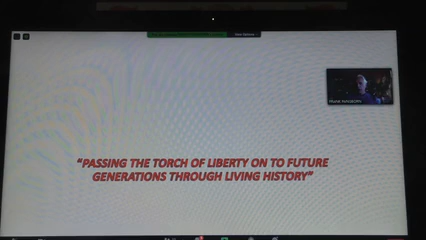 “PASSING THE TORCH OF LIBERTY ON TO FUTURE
GENERATIONS THROUGH LIVING HISTORY”